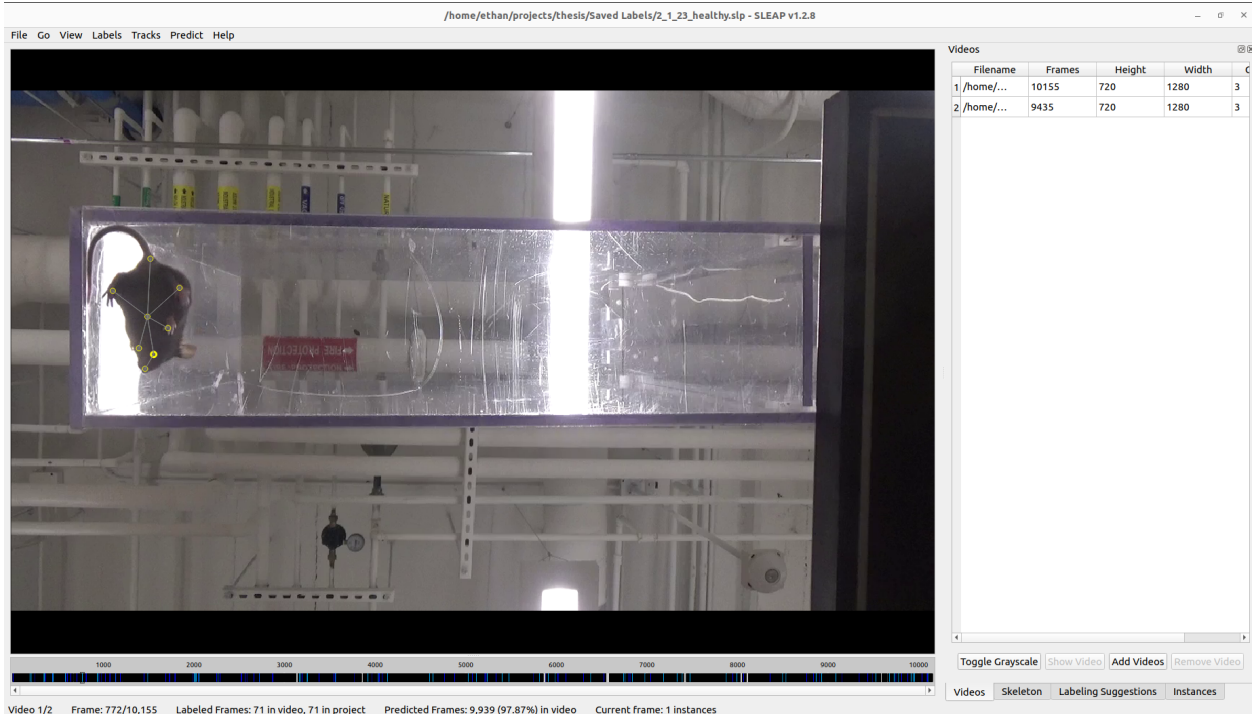 /home/ethan/projects/thesis/Saved Labels/2_1_23_healthy.slp - SLEAP v1.2.8
File Go View Labels Tracks Predict Help
Videos
Filename Frames Height Width C
1 /home/... 10155 720 1280 3
2 /home/... 9435 720 1280 3
FIRE PROTECTION
1000 2000 3000 4000 5000 6000 7000 8000 9000 10000
Toggle Grayscale Show Video Add Videos Remove Video
Videos Skeleton Labeling Suggestions Instances
Video 1/2 Frame: 772/10,155 Labeled Frames: 71 in video, 71 in project Predicted Frames: 9,939 (97.87%) in video Current frame: 1 instances